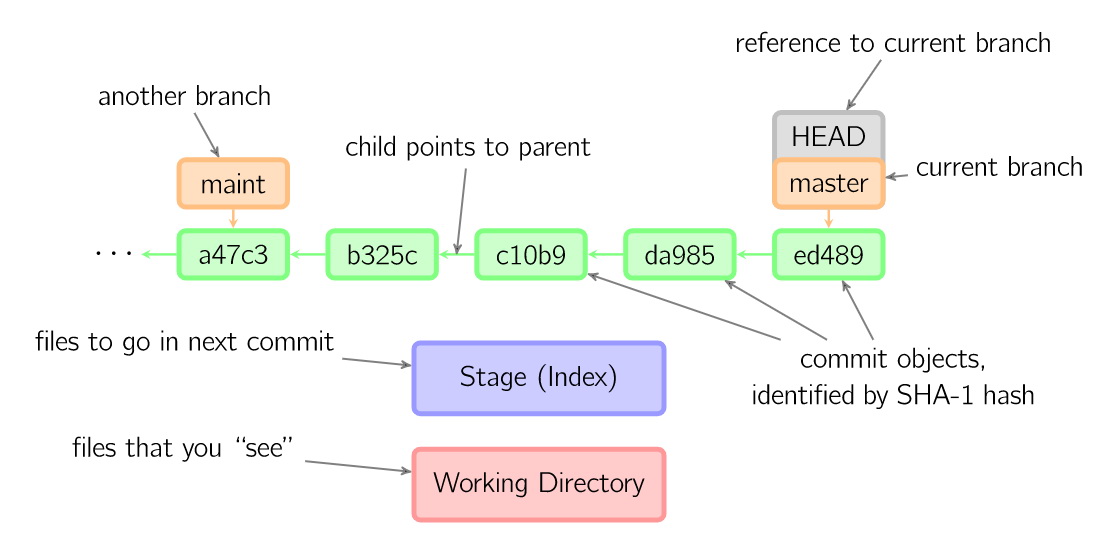 reference to current branch
another branch
HEAD
child points to parent
current branch
maint
master
· · ·
a47c3
b325c
c10b9
da985
ed489
files to go in next commit
commit objects,
identified by SHA-1 hash
Stage (Index)
files that you “see”
Working Directory